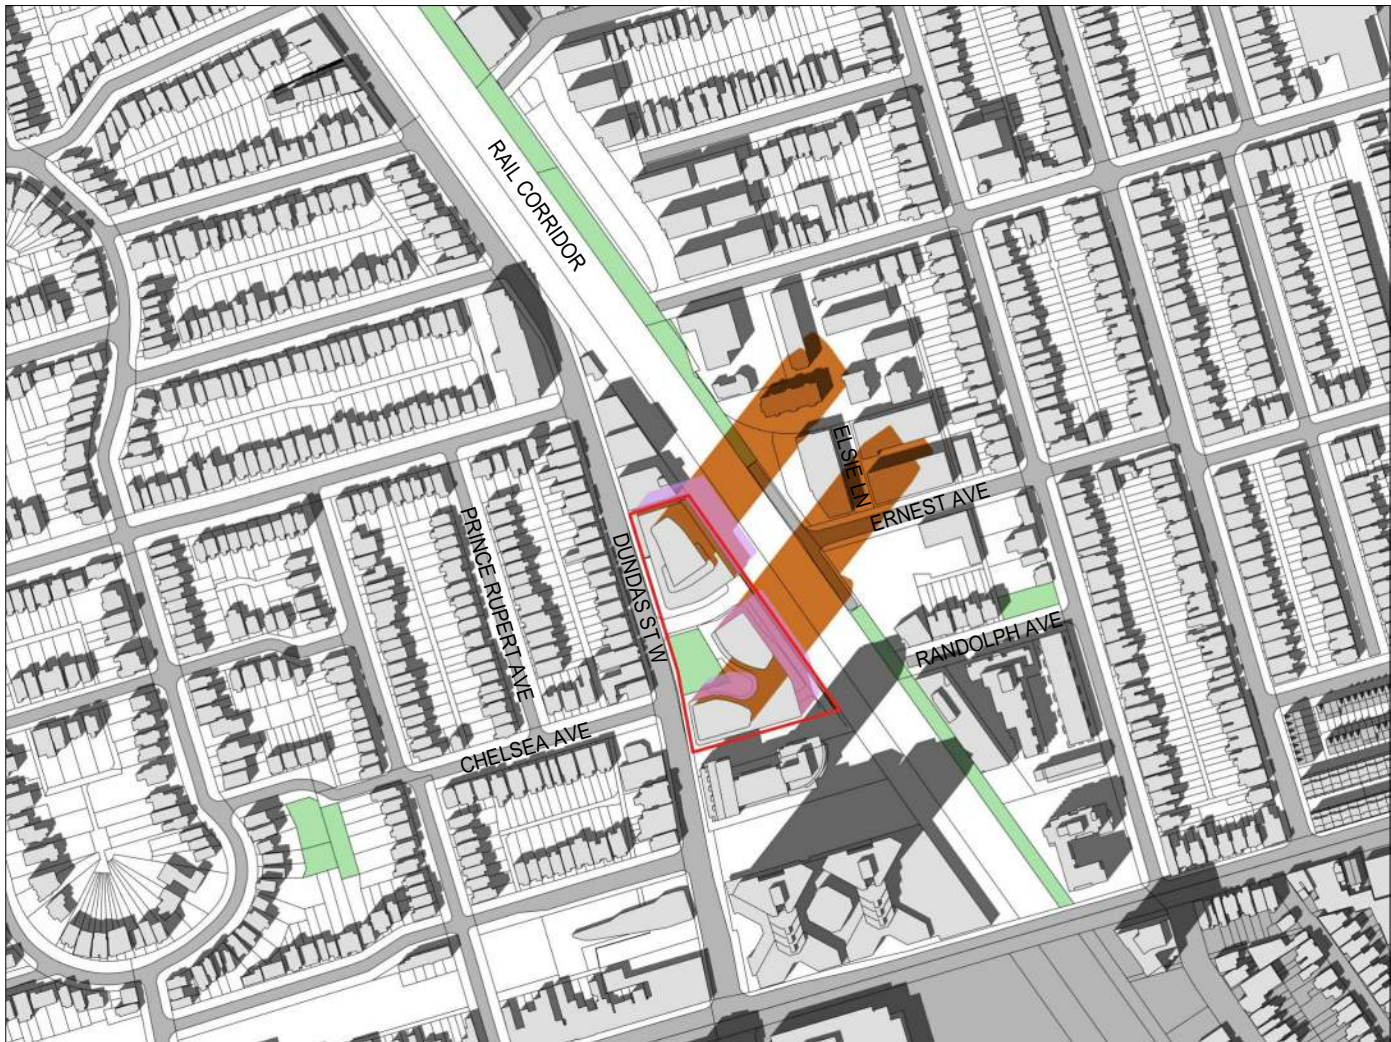 RAIL CORRIDOR
ELSIE LN
ERNEST AVE
PRINCE RUPERT AVE
DUNDAS ST W
RANDOLPH AVE
CHELSEA AVE